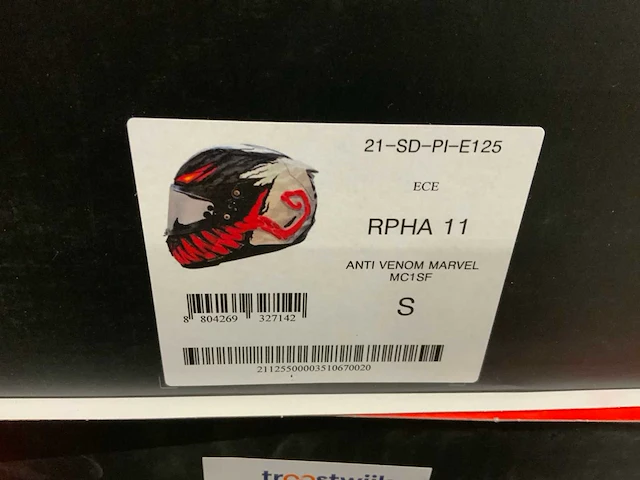 21-SD-PI-E125
ECE
RPHA 11
ANTI VENOM MARVEL
MC1SF
S
8 804269 327142
21125500003510670020